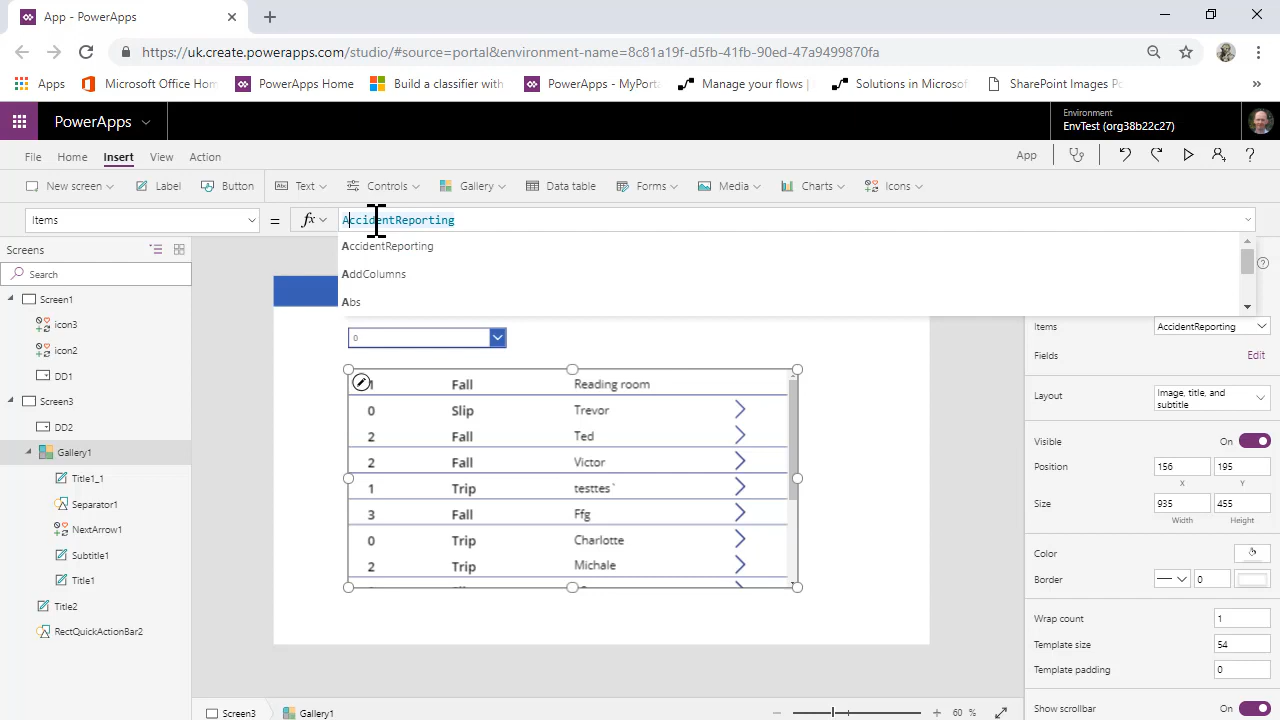 App - PowerApps
https://uk.create.powerapps.com/studio/#source=portal&environment-name=8c81a19f-d5fb-41fb-90ed-47a9499870fa
Apps Microsoft Office Hom PowerApps Home Build a classifier with PowerApps - MyPorta Manage your flows | Solutions in Microsof SharePoint Images Po »
PowerApps
Environment
EnvTest (org38b22c27)
File Home Insert View Action App ?
New screen Label Button Text Controls Gallery Data table Forms Media Charts Icons
Items = fx AccidentReporting
AccidentReporting
AddColumns
Abs
Screens
Search
Screen1
icon3
icon2
DD1
Screen3
DD2
Gallery1
Title1_1
Separator1
NextArrow1
Subtitle1
Title1
Title2
RectQuickActionBar2
0
1 Fall Reading room
0 Slip Trevor
2 Fall Ted
2 Fall Victor
1 Trip testtes`
3 Fall Ffg
0 Trip Charlotte
2 Trip Michale
Items AccidentReporting
Fields Edit
Layout Image, title, and subtitle
Visible On
Position 156 195
X Y
Size 935 455
Width Height
Color
Border 0
Wrap count 1
Template size 54
Template padding 0
Show scrollbar On
Screen3 Gallery1 60 %